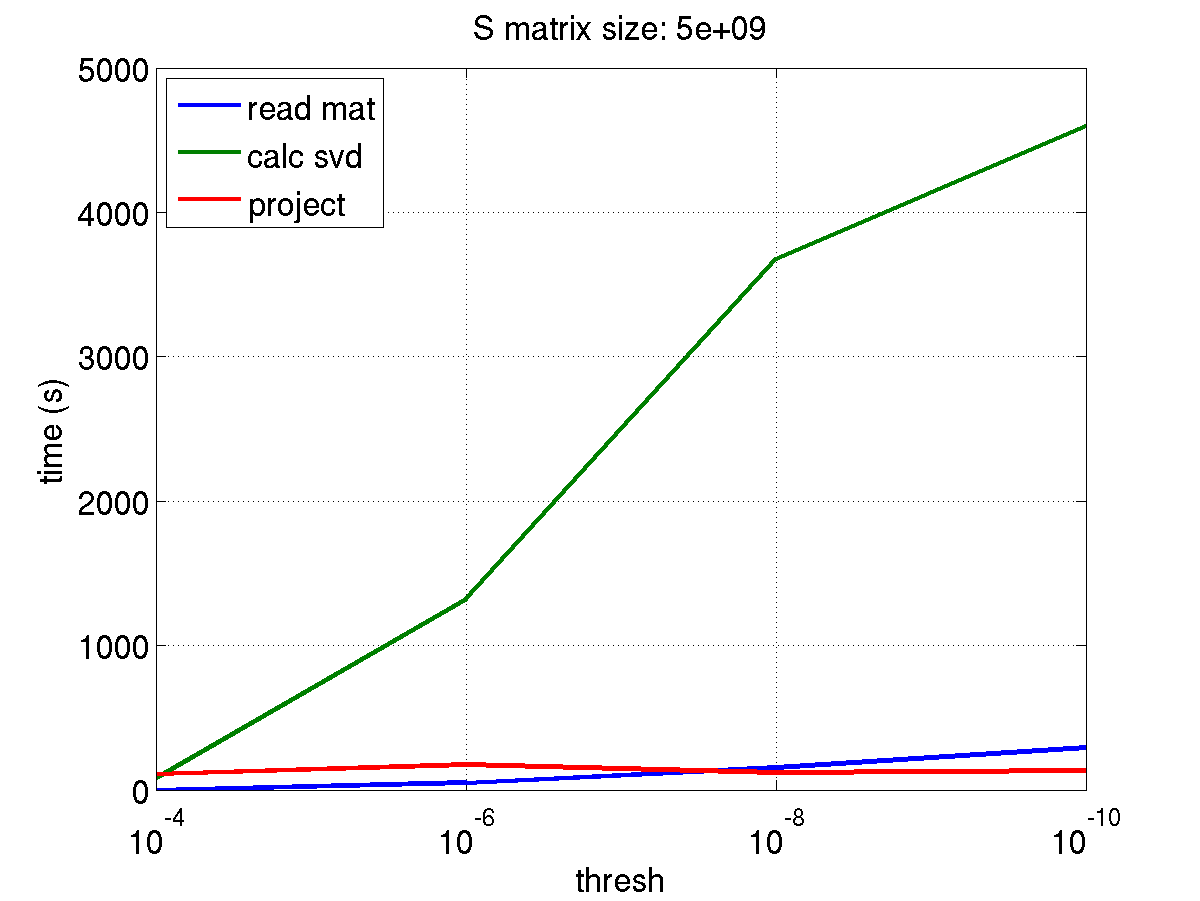 S matrix size: 5e+09
5000
4000
3000
2000
1000
0
time (s)
read mat
calc svd
project
10^-4
10^-6
10^-8
10^-10
thresh